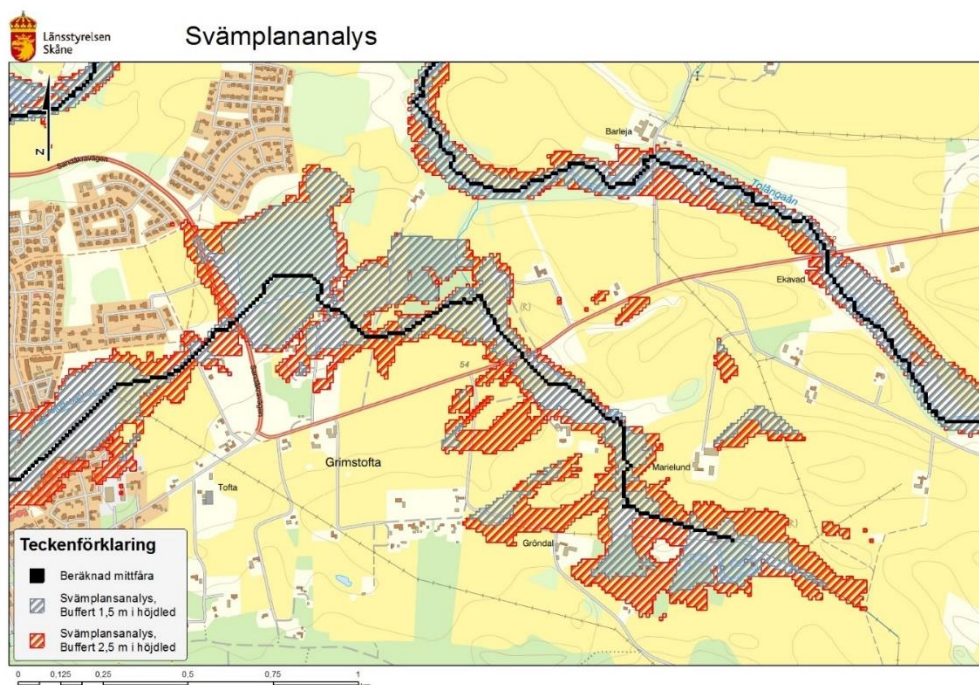 Länsstyrelsen
Skåne
Svämplananalys
N
Barleja
Tolångaån
Ekavad
(K)
54
Grimstofta
Tofta
Marielund
Gröndal
Teckenförklaring
Beräknad mittfåra
Svämplansanalys,
Buffert 1,5 m i höjdled
Svämplansanalys,
Buffert 2,5 m i höjdled
0 0,125 0,25 0,5 0,75 1
km